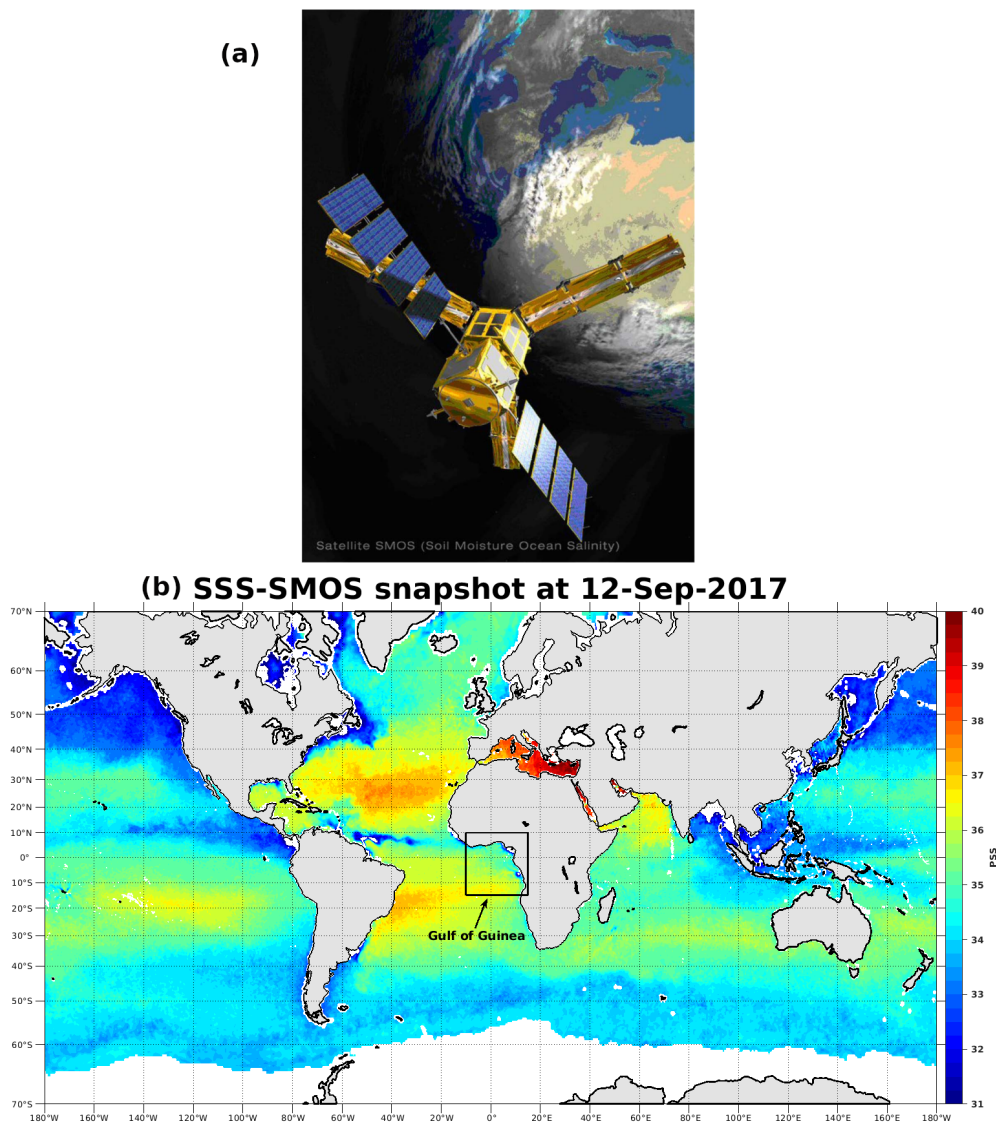 (a)
Satellite SMOS (Soil Moisture Ocean Salinity)
(b) SSS-SMOS snapshot at 12-Sep-2017
70°N
60°N
50°N
40°N
30°N
20°N
10°N
0°
10°S
20°S
30°S
40°S
50°S
60°S
70°S
Gulf of Guinea
180°W 160°W 140°W 120°W 100°W 80°W 60°W 40°W 20°W 0° 20°E 40°E 60°E 80°E 100°E 120°E 140°E 160°E 180°W
40
39
38
37
36
35
34
33
32
31
PSS